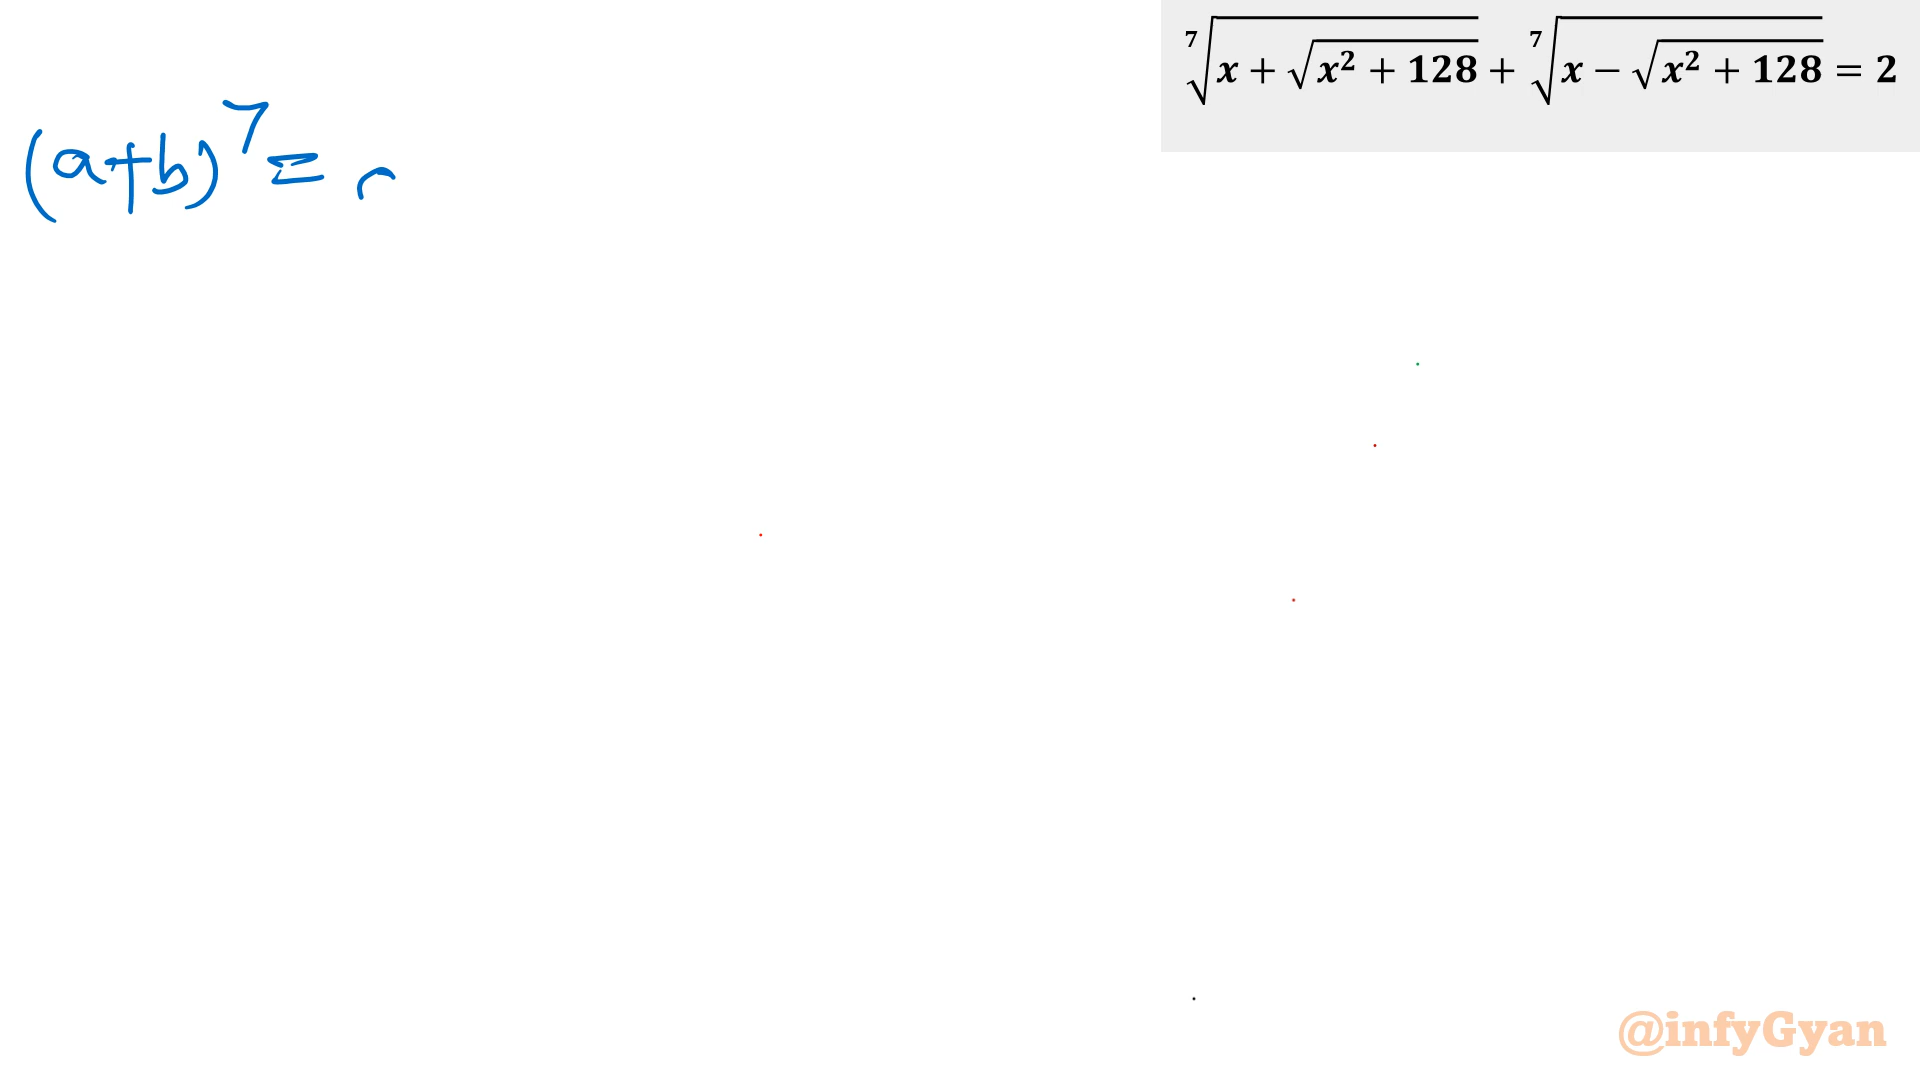 ⁷√(x + √(x² + 128)) + ⁷√(x − √(x² + 128)) = 2
(a+b)⁷ =
@infyGyan